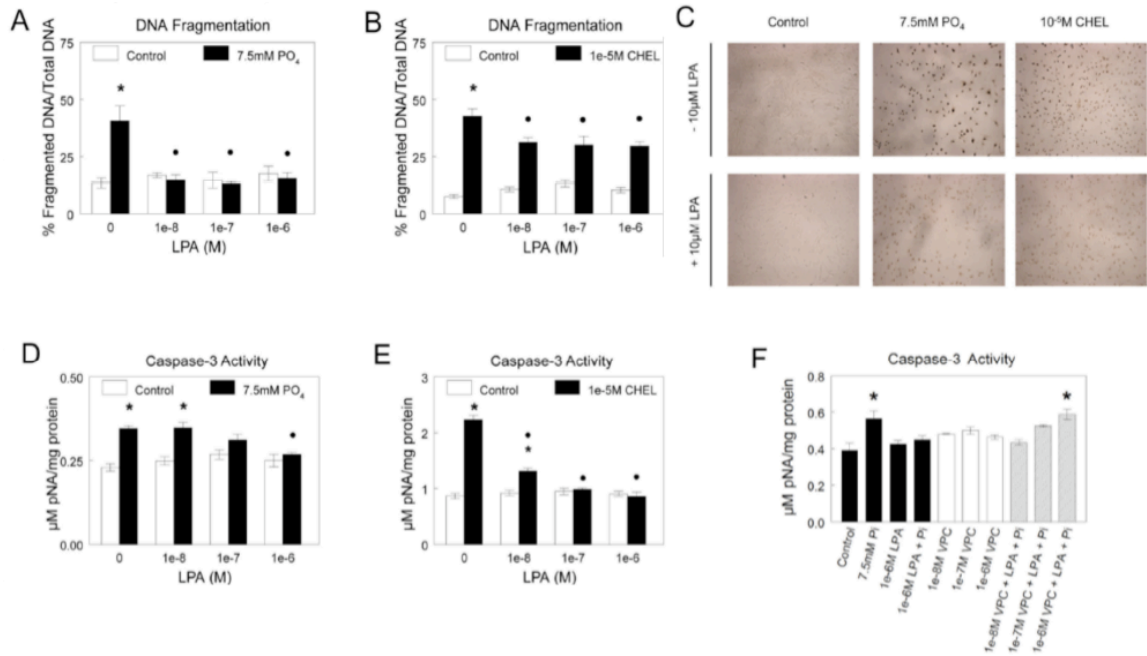 A
DNA Fragmentation
Control 7.5mM PO4
% Fragmented DNA/Total DNA
75
50
25
0
*
• • •
0 1e-8 1e-7 1e-6
LPA (M)
B
DNA Fragmentation
Control 1e-5M CHEL
% Fragmented DNA/Total DNA
75
50
25
0
*
• • •
0 1e-8 1e-7 1e-6
LPA (M)
C
Control 7.5mM PO4 10-5M CHEL
- 10µM LPA
+ 10µM LPA
D
Caspase-3 Activity
Control 7.5mM PO4
µM pNA/mg protein
0.50
0.25
0.00
* * •
0 1e-8 1e-7 1e-6
LPA (M)
E
Caspase-3 Activity
Control 1e-5M CHEL
µM pNA/mg protein
3
2
1
0
*
•
* • •
0 1e-8 1e-7 1e-6
LPA (M)
F
Caspase-3 Activity
µM pNA/mg protein
0.8
0.6
0.4
0.2
0.0
* *
Control
7.5mM Pi
1e-6M LPA
1e-6M LPA + Pi
1e-8M VPC
1e-7M VPC
1e-6M VPC
1e-8M VPC + LPA + Pi
1e-7M VPC + LPA + Pi
1e-6M VPC + LPA + Pi